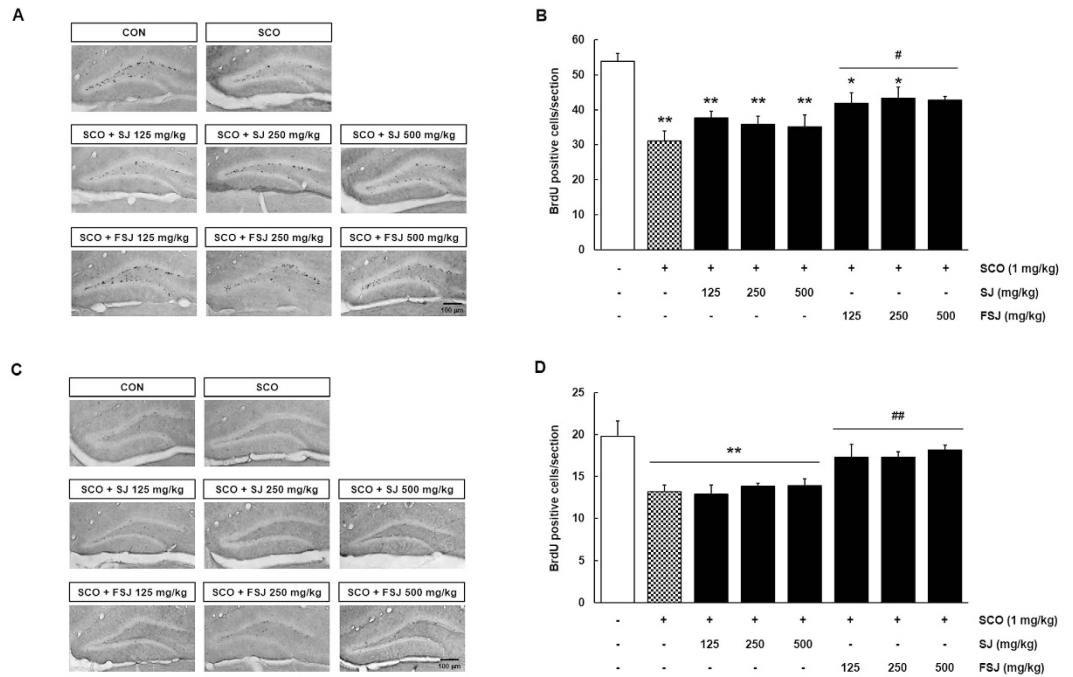 A
CON SCO
SCO + SJ 125 mg/kg SCO + SJ 250 mg/kg SCO + SJ 500 mg/kg
SCO + FSJ 125 mg/kg SCO + FSJ 250 mg/kg SCO + FSJ 500 mg/kg
100 µm
B
BrdU positive cells/section
60
50
40
30
20
10
0
** ** ** ** * * #
- + + + + + + + SCO (1 mg/kg)
- - 125 250 500 - - - SJ (mg/kg)
- - - - - 125 250 500 FSJ (mg/kg)
C
CON SCO
SCO + SJ 125 mg/kg SCO + SJ 250 mg/kg SCO + SJ 500 mg/kg
SCO + FSJ 125 mg/kg SCO + FSJ 250 mg/kg SCO + FSJ 500 mg/kg
100 µm
D
BrdU positive cells/section
25
20
15
10
5
0
** ##
- + + + + + + + SCO (1 mg/kg)
- - 125 250 500 - - - SJ (mg/kg)
- - - - - 125 250 500 FSJ (mg/kg)